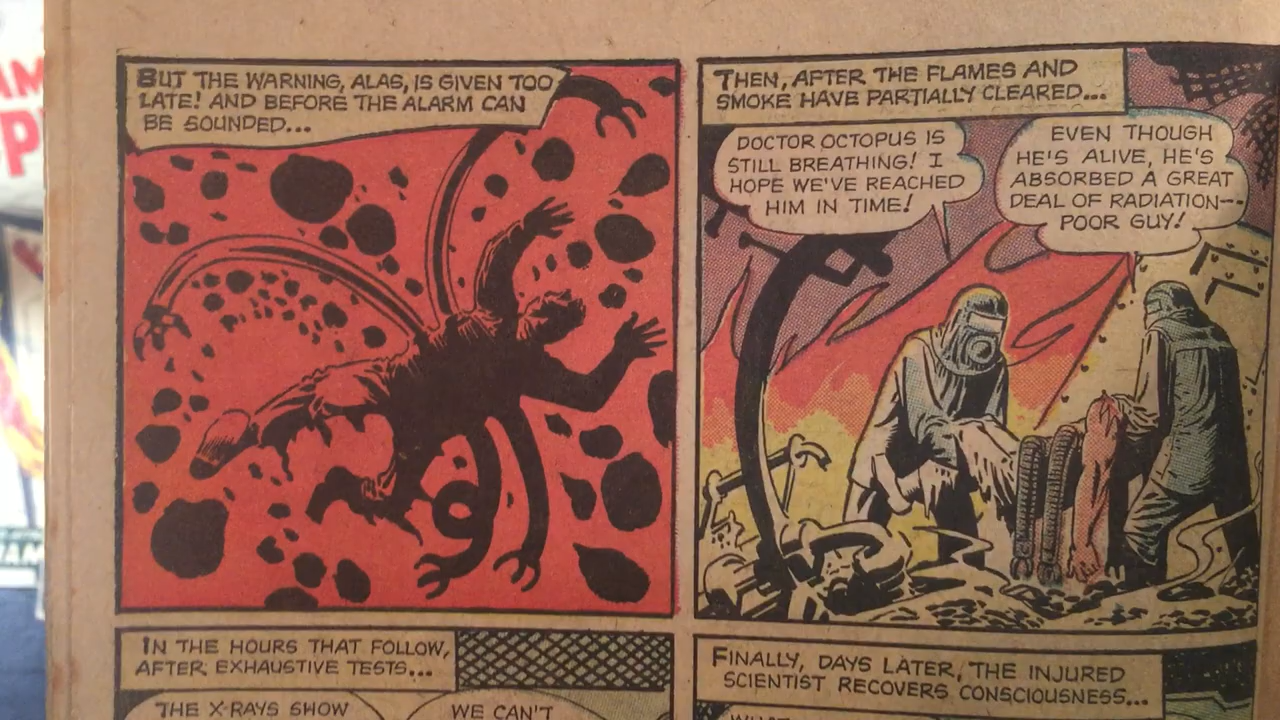 BUT THE WARNING, ALAS, IS GIVEN TOO
LATE! AND BEFORE THE ALARM CAN
BE SOUNDED...
THEN, AFTER THE FLAMES AND
SMOKE HAVE PARTIALLY CLEARED...
DOCTOR OCTOPUS IS
STILL BREATHING! I
HOPE WE'VE REACHED
HIM IN TIME!
EVEN THOUGH
HE'S ALIVE, HE'S
ABSORBED A GREAT
DEAL OF RADIATION--
POOR GUY!
IN THE HOURS THAT FOLLOW,
AFTER EXHAUSTIVE TESTS...
THE X-RAYS SHOW
WE CAN'T
FINALLY, DAYS LATER, THE INJURED
SCIENTIST RECOVERS CONSCIOUSNESS...